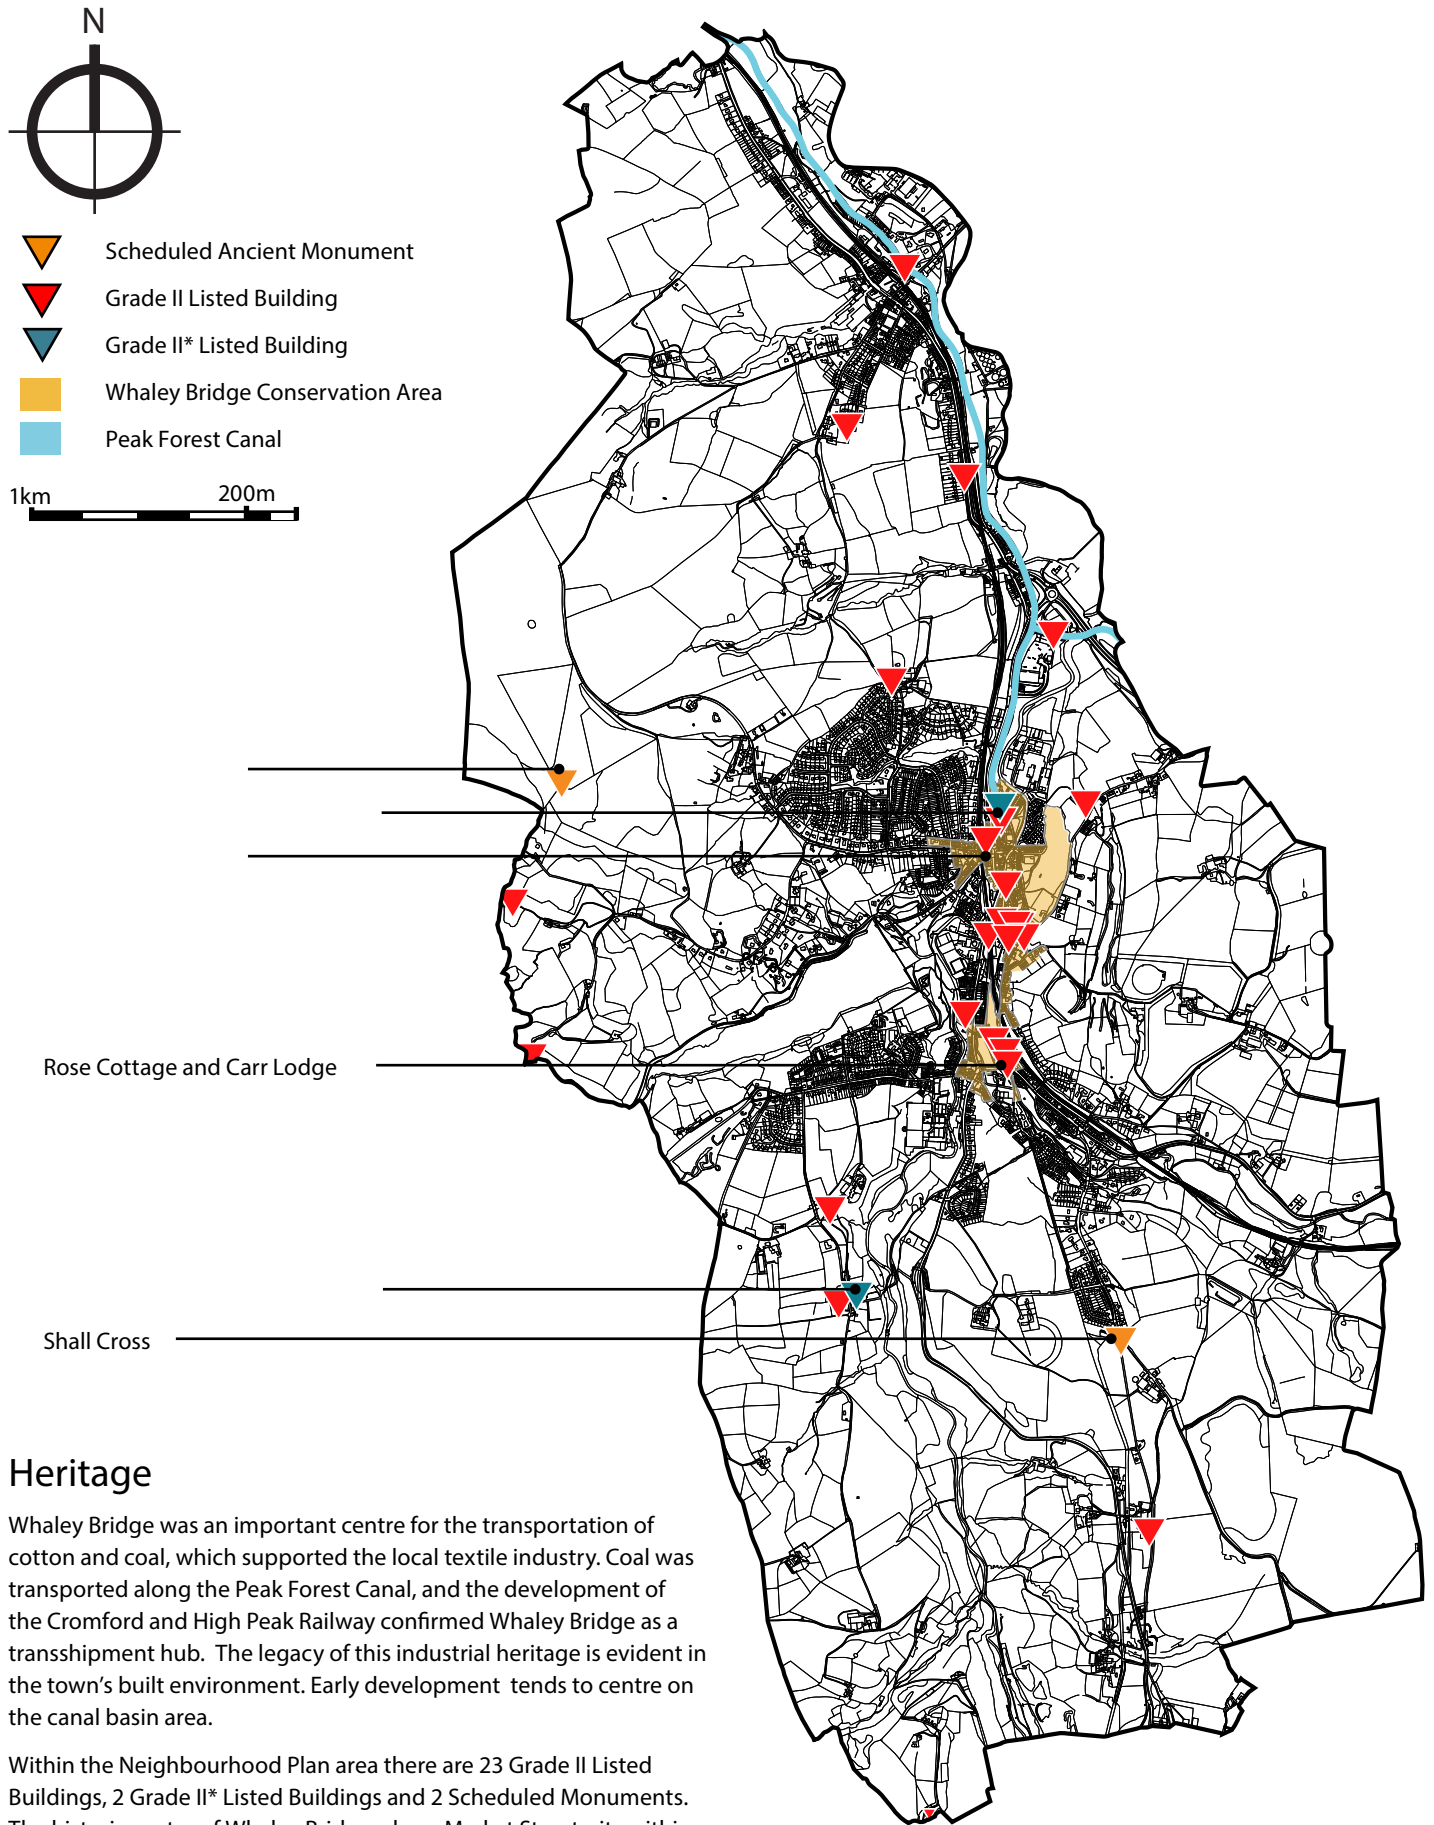 N
Scheduled Ancient Monument
Grade II Listed Building
Grade II* Listed Building
Whaley Bridge Conservation Area
Peak Forest Canal
1km 200m
Rose Cottage and Carr Lodge
Shall Cross
Heritage
Whaley Bridge was an important centre for the transportation of
cotton and coal, which supported the local textile industry. Coal was
transported along the Peak Forest Canal, and the development of
the Cromford and High Peak Railway confirmed Whaley Bridge as a
transshipment hub. The legacy of this industrial heritage is evident in
the town's built environment. Early development tends to centre on
the canal basin area.
Within the Neighbourhood Plan area there are 23 Grade II Listed
Buildings, 2 Grade II* Listed Buildings and 2 Scheduled Monuments.